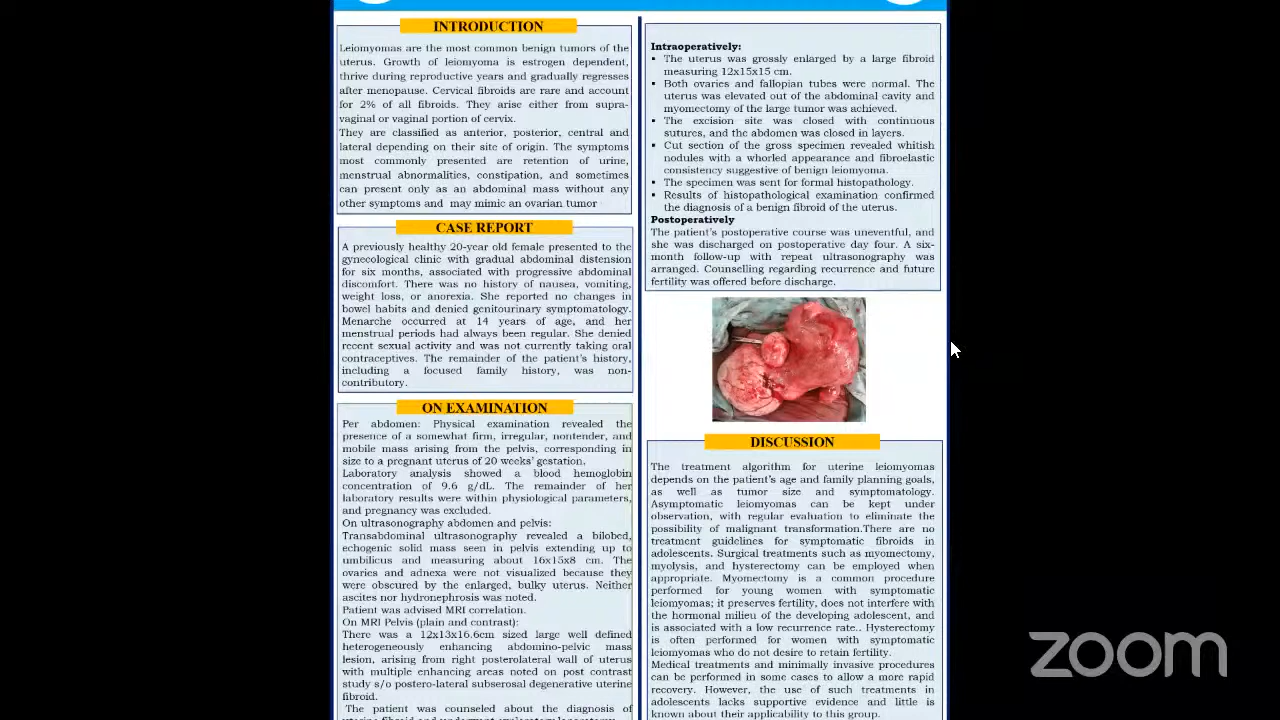 INTRODUCTION
Leiomyomas are the most common benign tumors of the
uterus. Growth of leiomyoma is estrogen dependent,
thrive during reproductive years and gradually regresses
after menopause. Cervical fibroids are rare and account
for 2% of all fibroids. They arise either from supra-
vaginal or vaginal portion of cervix.
They are classified as anterior, posterior, central and
lateral depending on their site of origin. The symptoms
most commonly presented are retention of urine,
menstrual abnormalities, constipation, and sometimes
can present only as an abdominal mass without any
other symptoms and may mimic an ovarian tumor
CASE REPORT
A previously healthy 20-year old female presented to the
gynecological clinic with gradual abdominal distension
for six months, associated with progressive abdominal
discomfort. There was no history of nausea, vomiting,
weight loss, or anorexia. She reported no changes in
bowel habits and denied genitourinary symptomatology.
Menarche occurred at 14 years of age, and her
menstrual periods had always been regular. She denied
recent sexual activity and was not currently taking oral
contraceptives. The remainder of the patient's history,
including a focused family history, was non-
contributory.
ON EXAMINATION
Per abdomen: Physical examination revealed the
presence of a somewhat firm, irregular, nontender, and
mobile mass arising from the pelvis, corresponding in
size to a pregnant uterus of 20 weeks' gestation.
Laboratory analysis showed a blood hemoglobin
concentration of 9.6 g/dL. The remainder of her
laboratory results were within physiological parameters,
and pregnancy was excluded.
On ultrasonography abdomen and pelvis:
Transabdominal ultrasonography revealed a bilobed,
echogenic solid mass seen in pelvis extending up to
umbilicus and measuring about 16x15x8 cm. The
ovaries and adnexa were not visualized because they
were obscured by the enlarged, bulky uterus. Neither
ascites nor hydronephrosis was noted.
Patient was advised MRI correlation.
On MRI Pelvis (plain and contrast):
There was a 12x13x16.6cm sized large well defined
heterogeneously enhancing abdomino-pelvic mass
lesion, arising from right posterolateral wall of uterus
with multiple enhancing areas noted on post contrast
study s/o postero-lateral subserosal degenerative uterine
fibroid.
The patient was counseled about the diagnosis of
Intraoperatively:
▪ The uterus was grossly enlarged by a large fibroid
measuring 12x15x15 cm.
▪ Both ovaries and fallopian tubes were normal. The
uterus was elevated out of the abdominal cavity and
myomectomy of the large tumor was achieved.
▪ The excision site was closed with continuous
sutures, and the abdomen was closed in layers.
▪ Cut section of the gross specimen revealed whitish
nodules with a whorled appearance and fibroelastic
consistency suggestive of benign leiomyoma.
▪ The specimen was sent for formal histopathology.
▪ Results of histopathological examination confirmed
the diagnosis of a benign fibroid of the uterus.
Postoperatively
The patient's postoperative course was uneventful, and
she was discharged on postoperative day four. A six-
month follow-up with repeat ultrasonography was
arranged. Counselling regarding recurrence and future
fertility was offered before discharge.
DISCUSSION
The treatment algorithm for uterine leiomyomas
depends on the patient's age and family planning goals,
as well as tumor size and symptomatology.
Asymptomatic leiomyomas can be kept under
observation, with regular evaluation to eliminate the
possibility of malignant transformation.There are no
treatment guidelines for symptomatic fibroids in
adolescents. Surgical treatments such as myomectomy,
myolysis, and hysterectomy can be employed when
appropriate. Myomectomy is a common procedure
performed for young women with symptomatic
leiomyomas; it preserves fertility, does not interfere with
the hormonal milieu of the developing adolescent, and
is associated with a low recurrence rate.. Hysterectomy
is often performed for women with symptomatic
leiomyomas who do not desire to retain fertility.
Medical treatments and minimally invasive procedures
can be performed in some cases to allow a more rapid
recovery. However, the use of such treatments in
adolescents lacks supportive evidence and little is
known about their applicability to this group.
zoom